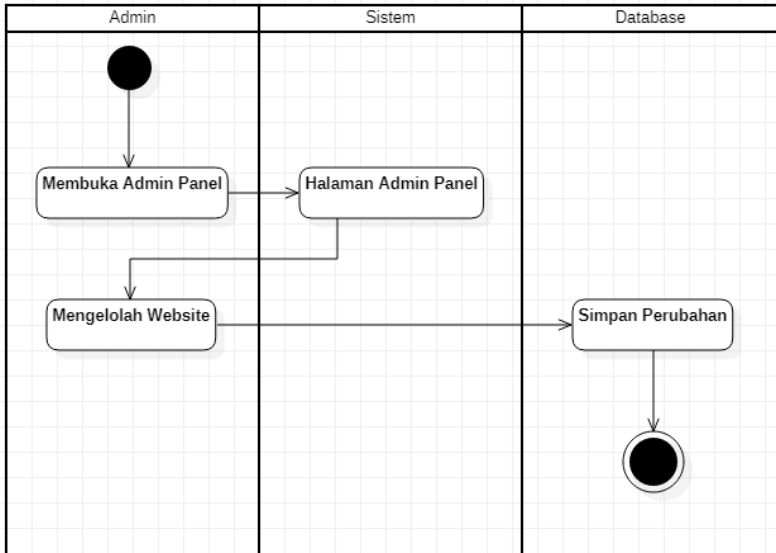 Admin
Sistem
Database
Membuka Admin Panel
Halaman Admin Panel
Mengelolah Website
Simpan Perubahan